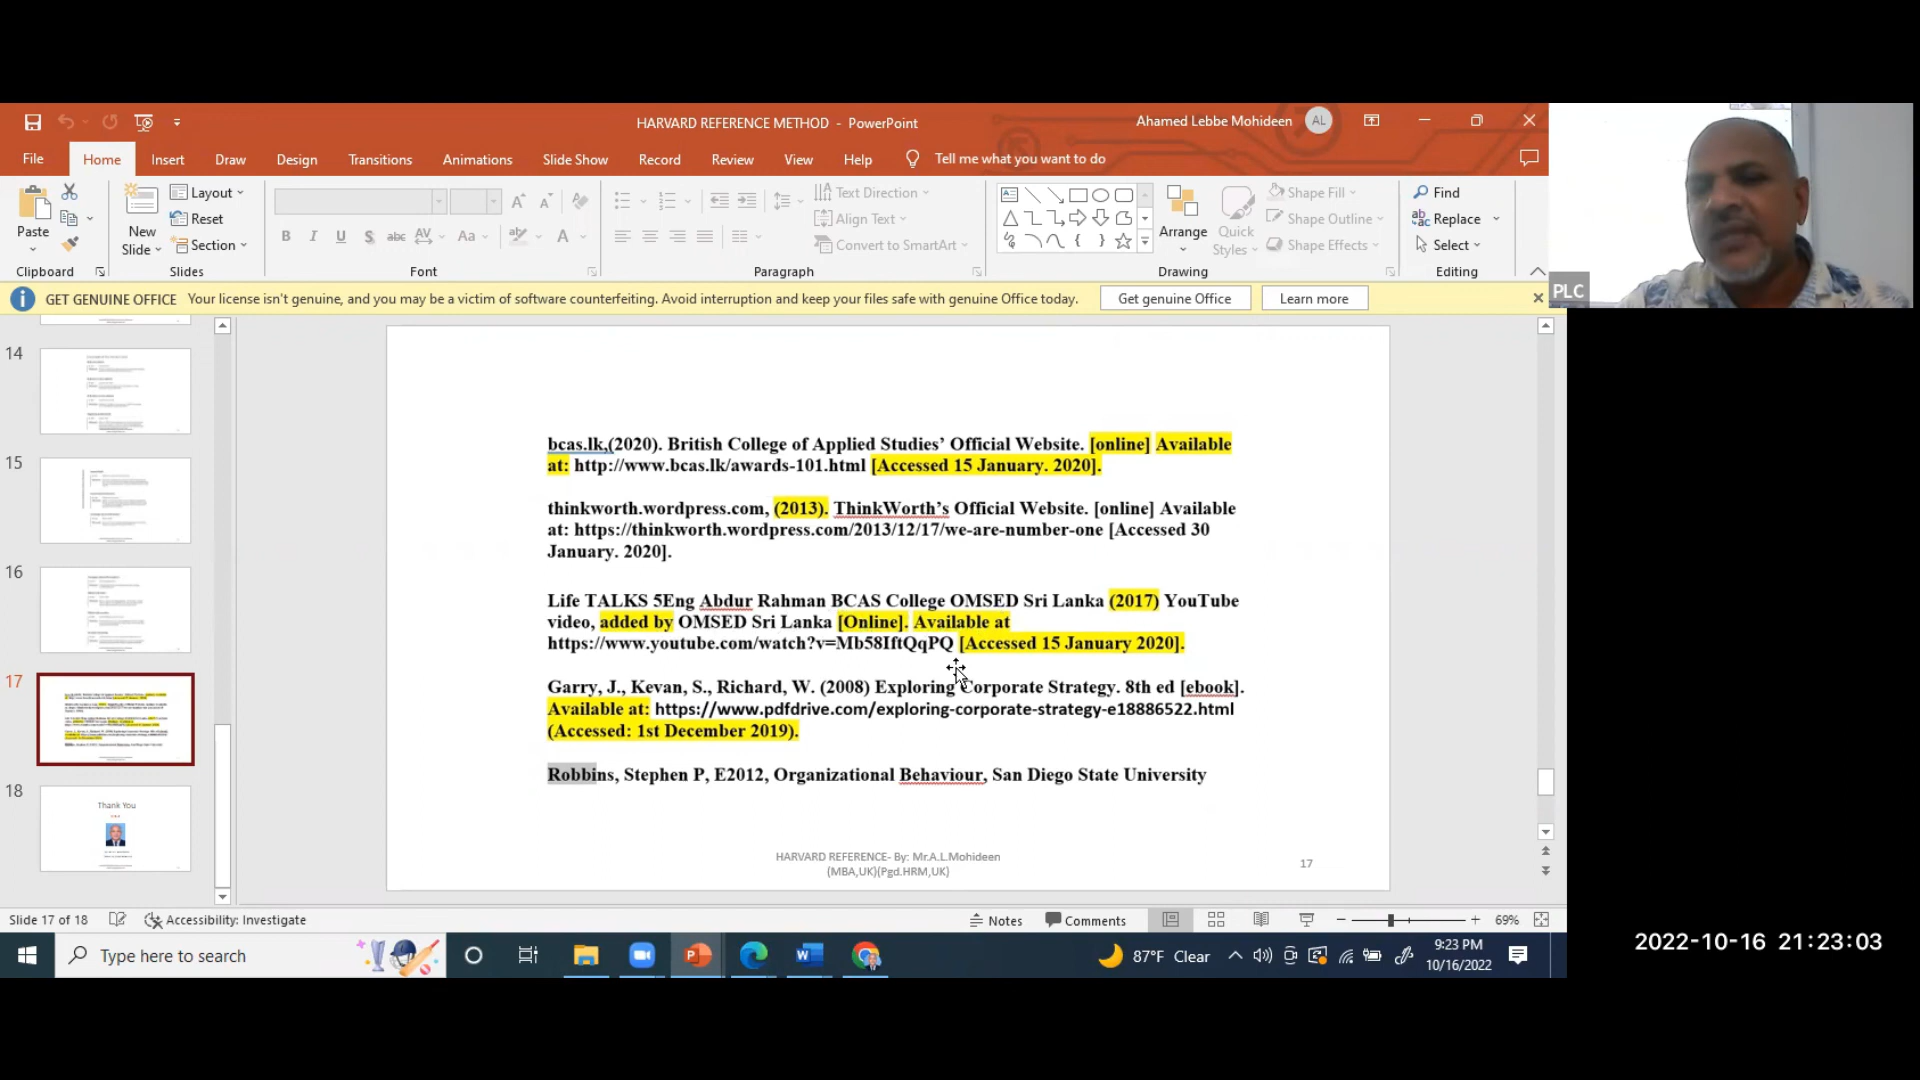 HARVARD REFERENCE METHOD - PowerPoint
Ahamed Lebbe Mohideen AL
File Home Insert Draw Design Transitions Animations Slide Show Record Review View Help Tell me what you want to do
Paste
New
Slide
Layout
Reset
Section
Text Direction
Align Text
Convert to SmartArt
Arrange
Quick
Styles
Shape Fill
Shape Outline
Shape Effects
Find
Replace
Select
Clipboard Slides Font Paragraph Drawing Editing
PLC
GET GENUINE OFFICE Your license isn't genuine, and you may be a victim of software counterfeiting. Avoid interruption and keep your files safe with genuine Office today. Get genuine Office Learn more
14
15
16
17
18
Thank You
bcas.lk,(2020). British College of Applied Studies’ Official Website. [online] Available
at: http://www.bcas.lk/awards-101.html [Accessed 15 January. 2020].
thinkworth.wordpress.com, (2013). ThinkWorth’s Official Website. [online] Available
at: https://thinkworth.wordpress.com/2013/12/17/we-are-number-one [Accessed 30
January. 2020].
Life TALKS 5Eng Abdur Rahman BCAS College OMSED Sri Lanka (2017) YouTube
video, added by OMSED Sri Lanka [Online]. Available at
https://www.youtube.com/watch?v=Mb58IftQqPQ [Accessed 15 January 2020].
Garry, J., Kevan, S., Richard, W. (2008) Exploring Corporate Strategy. 8th ed [ebook].
Available at: https://www.pdfdrive.com/exploring-corporate-strategy-e18886522.html
(Accessed: 1st December 2019).
Robbins, Stephen P, E2012, Organizational Behaviour, San Diego State University
HARVARD REFERENCE- By: Mr.A.L.Mohideen
(MBA,UK)(Pgd.HRM,UK)
17
Slide 17 of 18 Accessibility: Investigate Notes Comments 69%
Type here to search
87°F Clear
9:23 PM
10/16/2022
2022-10-16 21:23:03